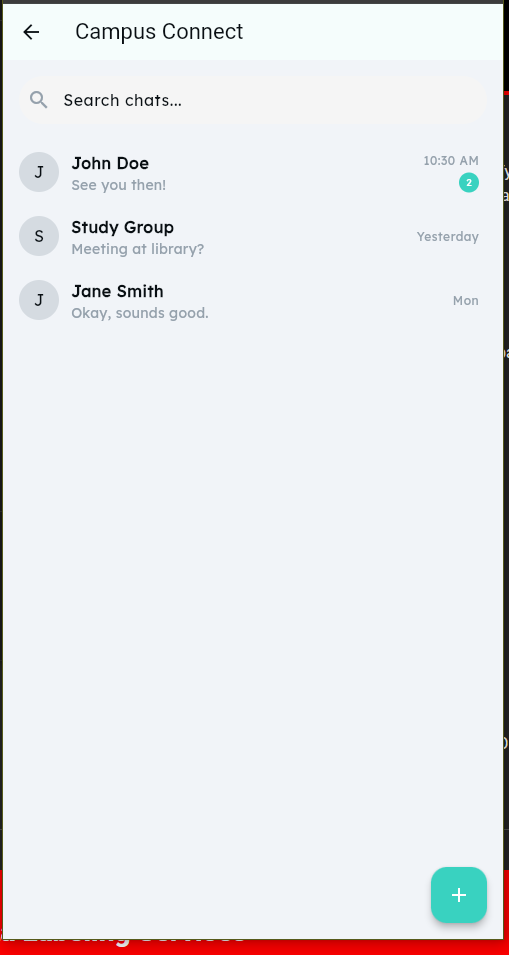 Campus Connect
Search chats...
J
John Doe
See you then!
10:30 AM
2
S
Study Group
Meeting at library?
Yesterday
J
Jane Smith
Okay, sounds good.
Mon
+